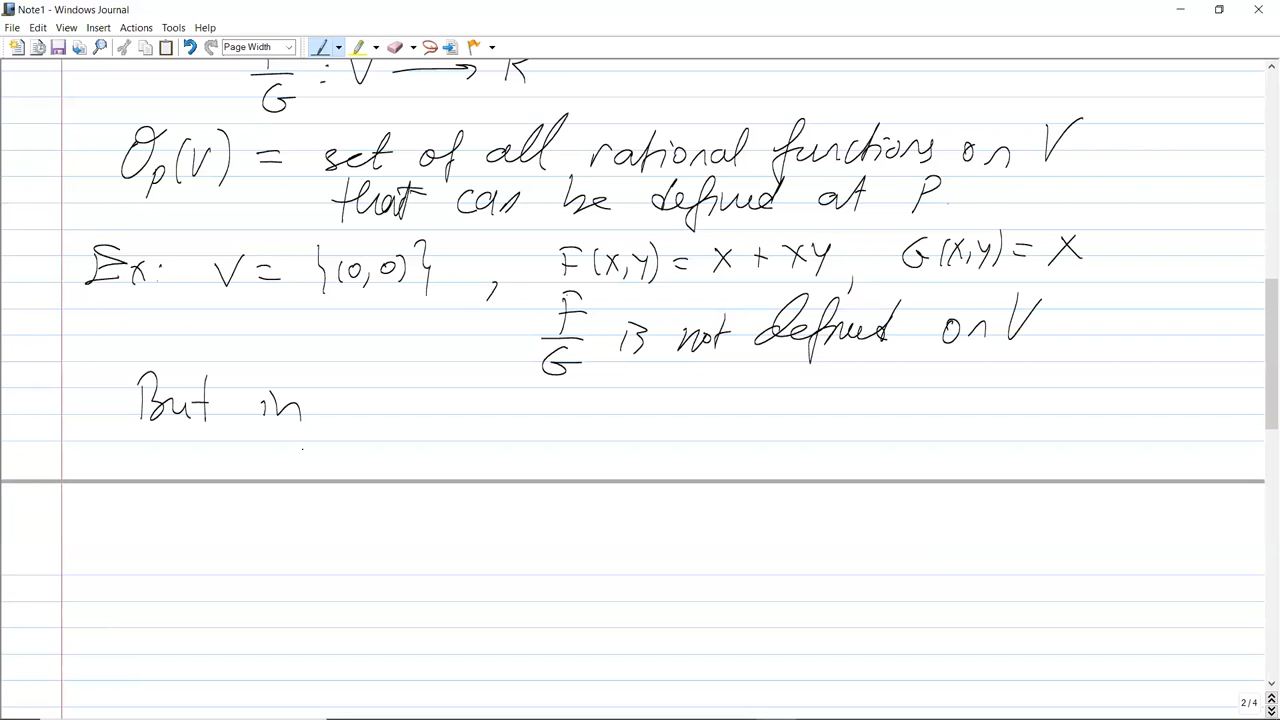 Note1 - Windows Journal
File Edit View Insert Actions Tools Help
Page Width
G : V → K
O_p(V) = set of all rational functions on V
that can be defined at P.
Ex: V = {(0,0)}, F(X,Y) = X + XY, G(X,Y) = X
F/G is not defined on V
But in
2/4